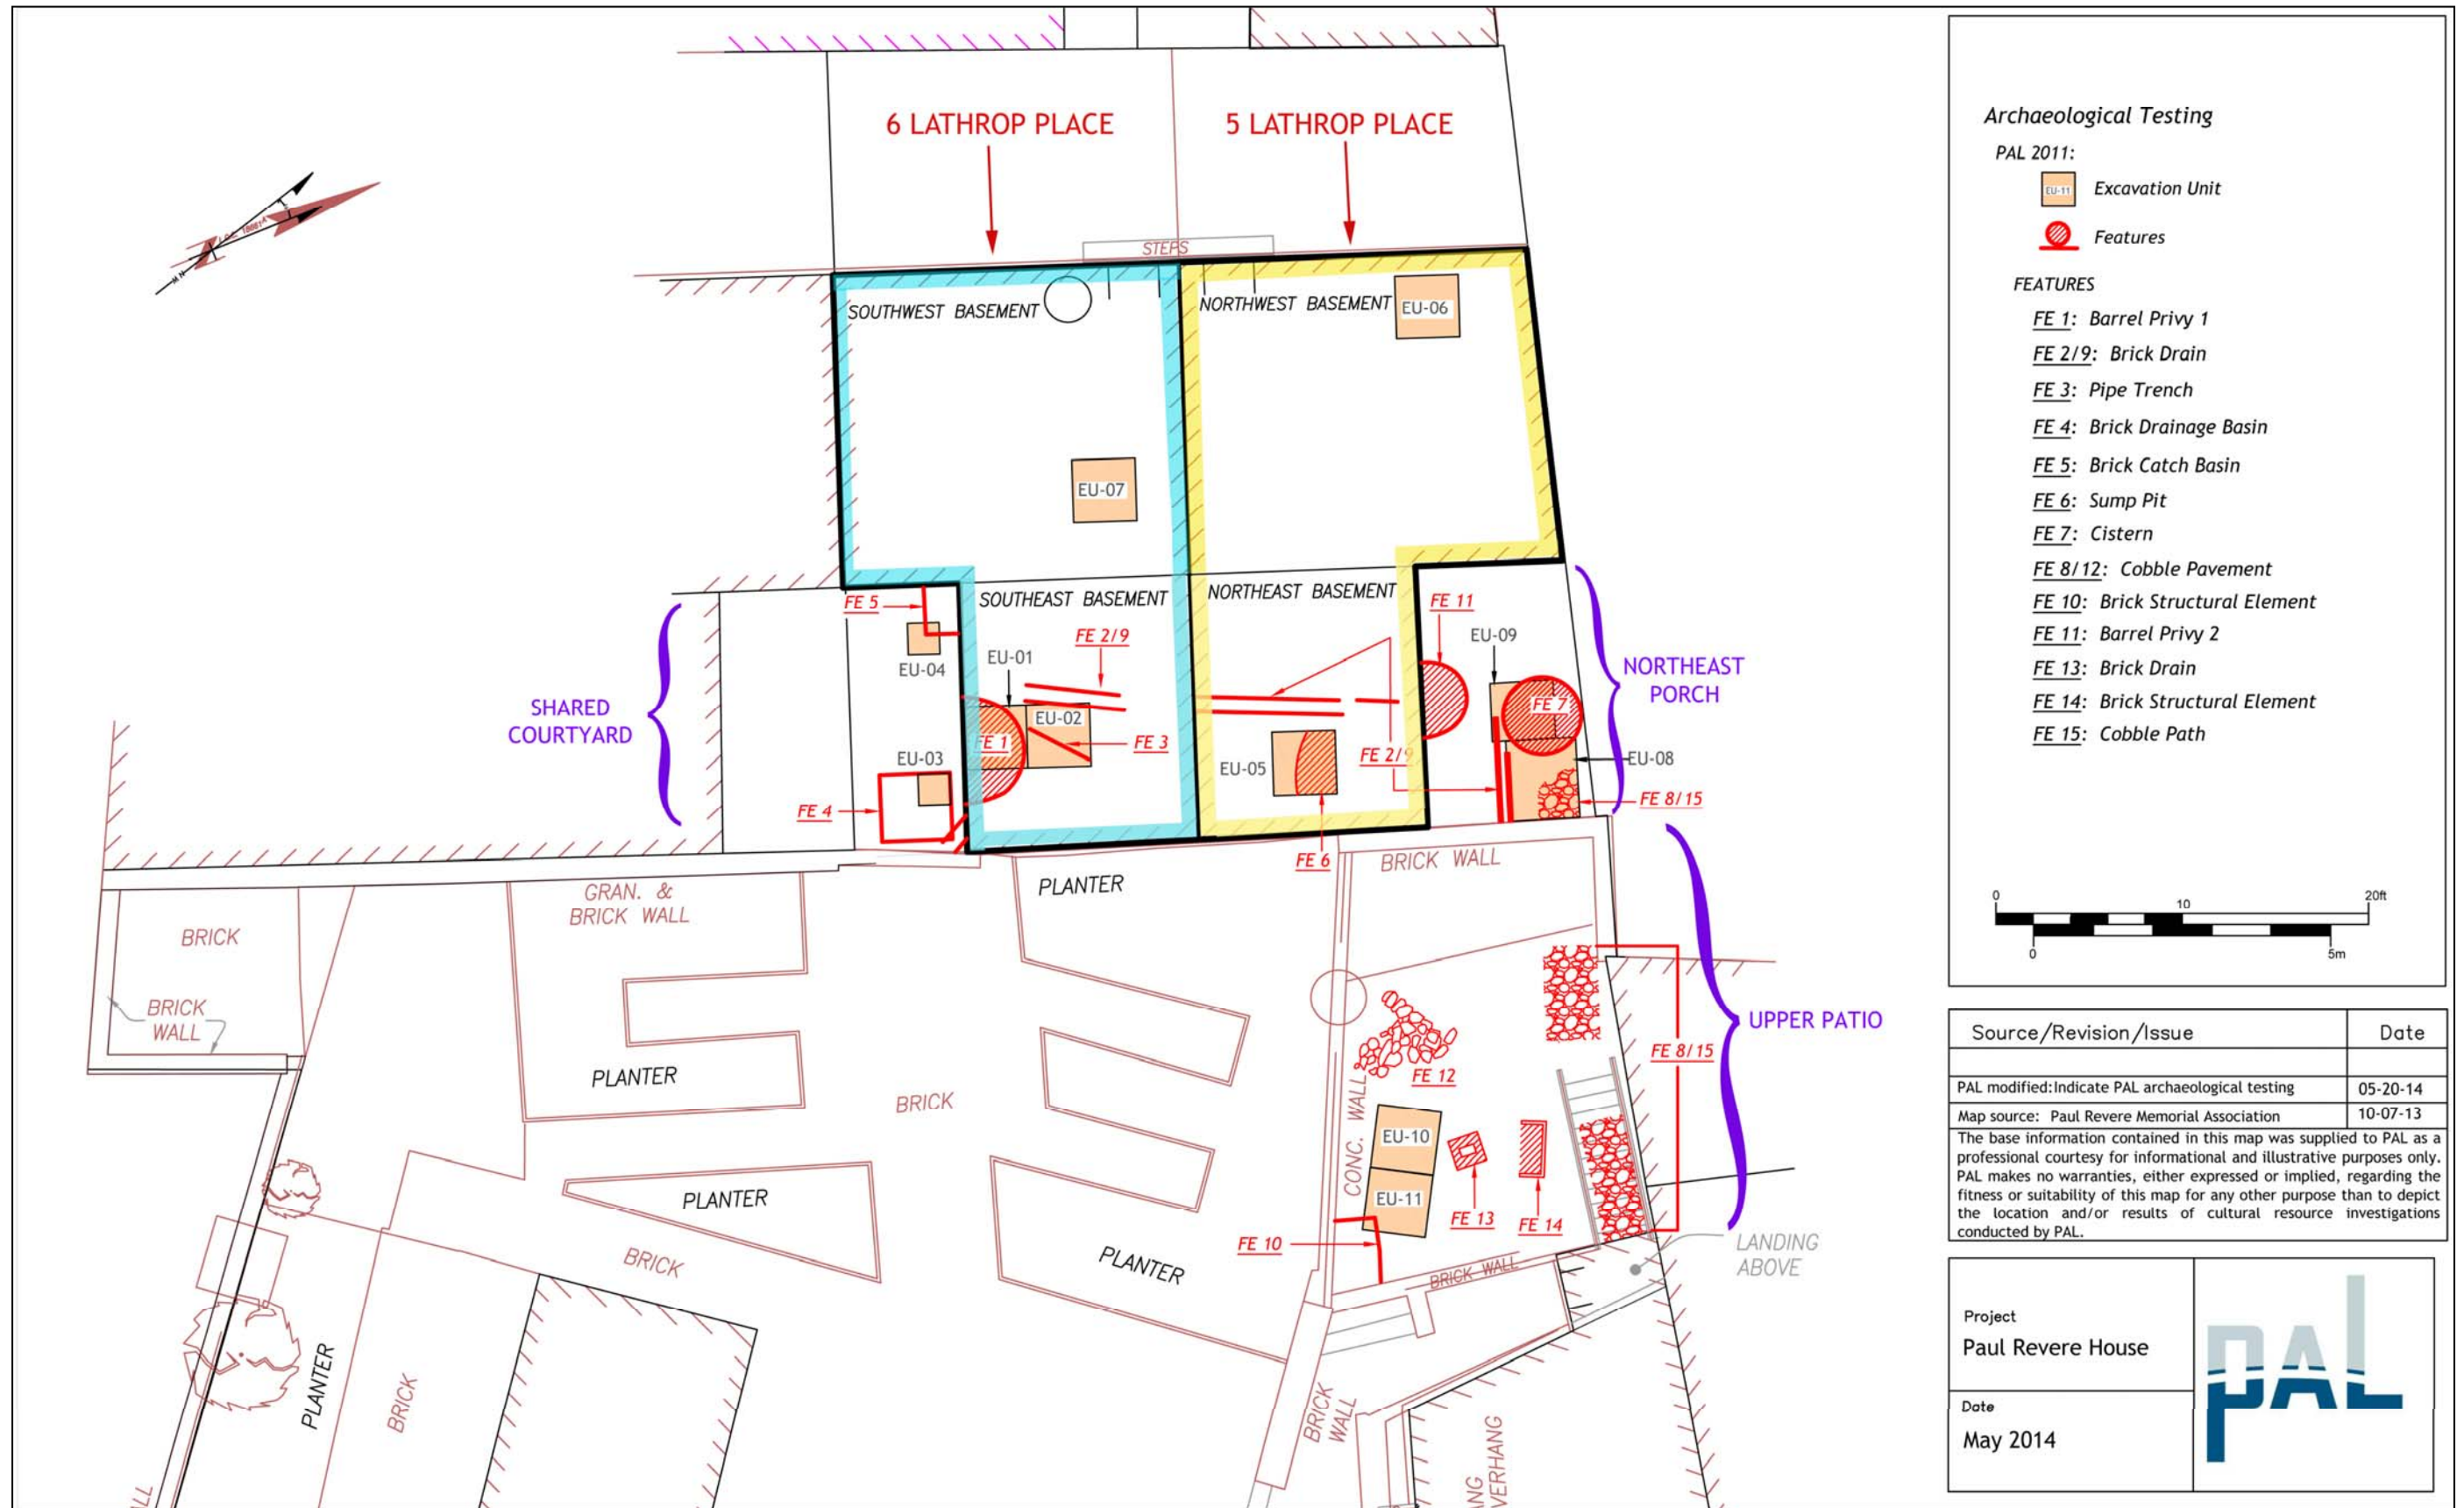 6 LATHROP PLACE
5 LATHROP PLACE
STEPS
SOUTHWEST BASEMENT
NORTHWEST BASEMENT
EU-06
EU-07
SOUTHEAST BASEMENT
NORTHEAST BASEMENT
FE 5
EU-04
EU-01
FE 2/9
EU-02
FE 1
FE 3
EU-03
FE 4
EU-05
FE 2/9
FE 6
FE 11
EU-09
FE 7
EU-08
FE 8/15
SHARED
COURTYARD
NORTHEAST
PORCH
UPPER PATIO
BRICK WALL
PLANTER
GRAN. &
BRICK WALL
BRICK
BRICK
WALL
PLANTER
BRICK
PLANTER
PLANTER
BRICK
PLANTER
BRICK
CONC. WALL
FE 12
FE 8/15
EU-10
EU-11
FE 13
FE 14
FE 10
BRICK WALL
LANDING
ABOVE
BRICK
WALL
Archaeological Testing
PAL 2011:
EU-11
Excavation Unit
Features
FEATURES
FE 1: Barrel Privy 1
FE 2/9: Brick Drain
FE 3: Pipe Trench
FE 4: Brick Drainage Basin
FE 5: Brick Catch Basin
FE 6: Sump Pit
FE 7: Cistern
FE 8/12: Cobble Pavement
FE 10: Brick Structural Element
FE 11: Barrel Privy 2
FE 13: Brick Drain
FE 14: Brick Structural Element
FE 15: Cobble Path
0 10 20ft
0 5m
Source/Revision/Issue Date
PAL modified:Indicate PAL archaeological testing 05-20-14
Map source: Paul Revere Memorial Association 10-07-13
The base information contained in this map was supplied to PAL as a
professional courtesy for informational and illustrative purposes only.
PAL makes no warranties, either expressed or implied, regarding the
fitness or suitability of this map for any other purpose than to depict
the location and/or results of cultural resource investigations
conducted by PAL.
Project
Paul Revere House
Date
May 2014
PAL